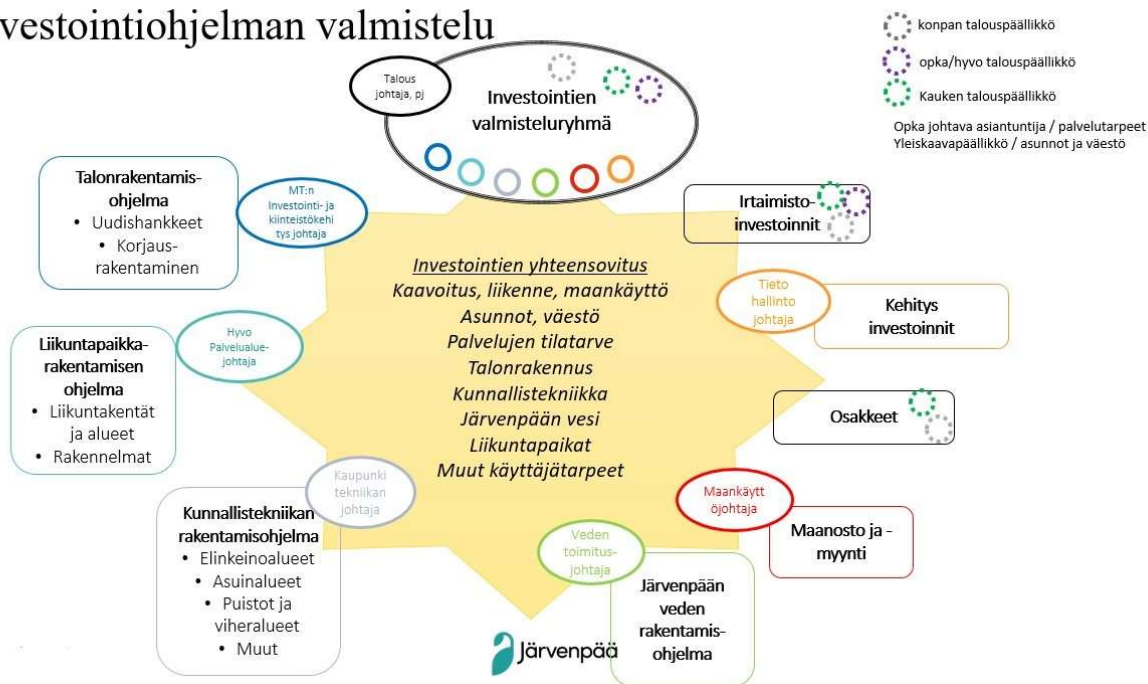 vestointiohjelman valmistelu
konpan talouspäällikkö
opka/hyvo talouspäällikkö
Kauken talouspäällikkö
Opka johtava asiantuntija / palvelutarpeet
Yleiskaavapäällikkö / asunnot ja väestö
Talous
johtaja, pj
Investointien
valmisteluryhmä
Talonrakentamis-
ohjelma
• Uudishankkeet
• Korjaus-
rakentaminen
MT:n
Investointi- ja
kiinteistökehi
tys johtaja
Irtaimisto-
investoinnit
Investointien yhteensovitus
Kaavoitus, liikenne, maankäyttö
Asunnot, väestö
Palvelujen tilatarve
Talonrakennus
Kunnallistekniikka
Järvenpään vesi
Liikuntapaikat
Muut käyttäjätarpeet
Tieto
hallinto
johtaja
Kehitys
investoinnit
Hyvo
Palvelualue-
johtaja
Liikuntapaikka-
rakentamisen
ohjelma
• Liikuntakentät
ja alueet
• Rakennelmat
Osakkeet
Kaupunki
tekniikan
johtaja
Kunnallistekniikan
rakentamisohjelma
• Elinkeinoalueet
• Asuinalueet
• Puistot ja
viheralueet
• Muut
Maankäytt
öjohtaja
Maanosto ja -
myynti
Veden
toimitus-
johtaja
Järvenpään
veden
rakentamis-
ohjelma
Järvenpää